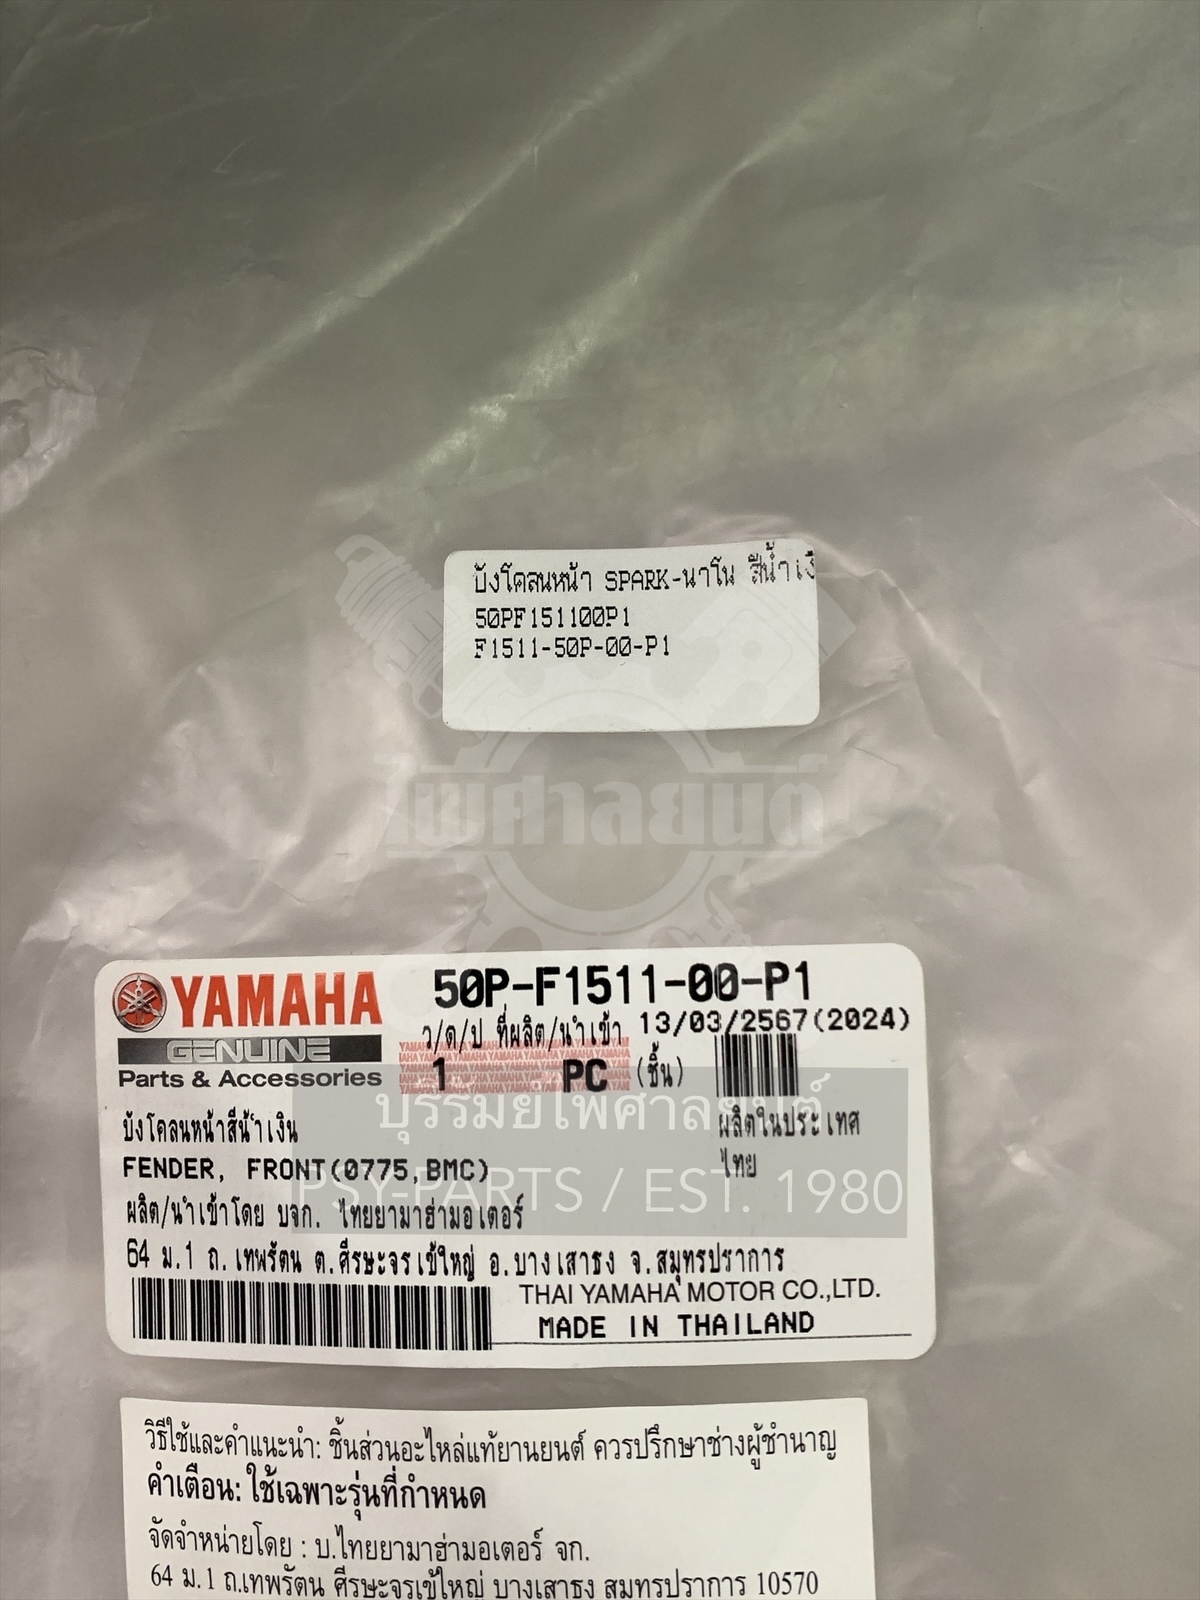 บังโคลนหน้า SPARK-นาโน สีน้ำเงิ
50PF151100P1
F1511-50P-00-P1
ไพศาลยนต์
YAMAHA
GENUINE
Parts & Accessories
50P-F1511-00-P1
ว/ด/ป ที่ผลิต/นำเข้า 13/03/2567(2024)
1 PC (ชิ้น)
บุรีรัมย์ไพศาลยนต์
ผลิตในประเทศ
ไทย
บังโคลนหน้าสีน้ำเงิน
FENDER, FRONT(0775,BMC)
PSY-PARTS / EST. 1980
ผลิต/นำเข้าโดย บจก. ไทยยามาฮ่ามอเตอร์
64 ม.1 ถ.เทพรัตน ต.ศีรษะจรเข้ใหญ่ อ.บางเสาธง จ.สมุทรปราการ
THAI YAMAHA MOTOR CO.,LTD.
MADE IN THAILAND
วิธีใช้และคำแนะนำ: ชิ้นส่วนอะไหล่แท้ยานยนต์ ควรปรึกษาช่างผู้ชำนาญ
คำเตือน: ใช้เฉพาะรุ่นที่กำหนด
จัดจำหน่ายโดย : บ.ไทยยามาฮ่ามอเตอร์ จก.
64 ม.1 ถ.เทพรัตน ศีรษะจรเข้ใหญ่ บางเสาธง สมุทรปราการ 10570